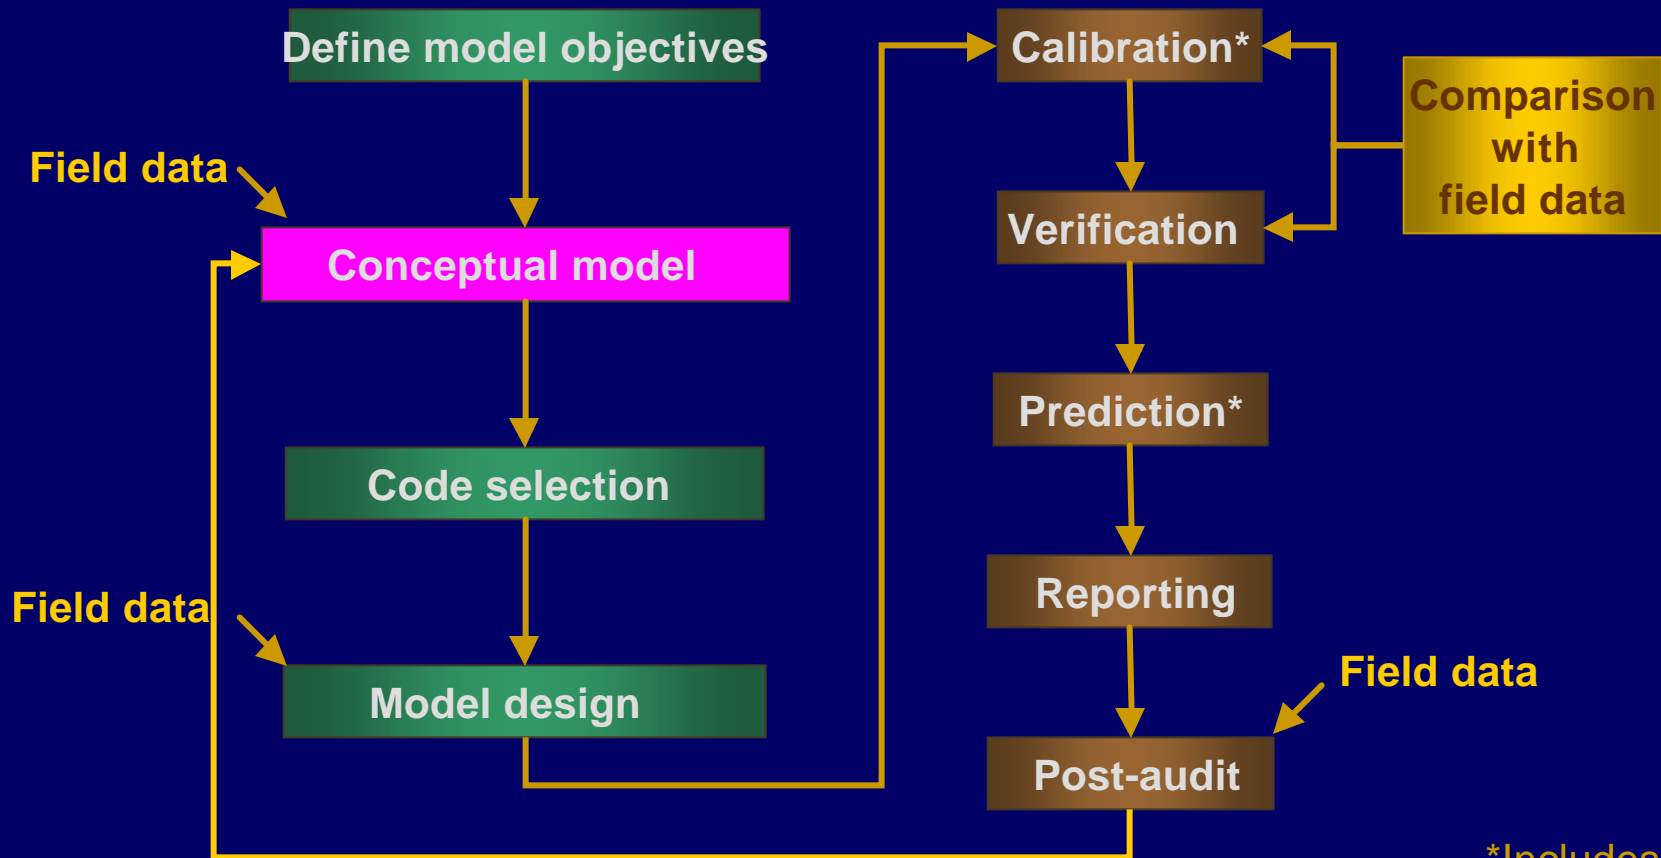 Define model objectives
Field data
Conceptual model
Code selection
Field data
Model design
Calibration*
Comparison
with
field data
Verification
Prediction*
Reporting
Field data
Post-audit
*Includes